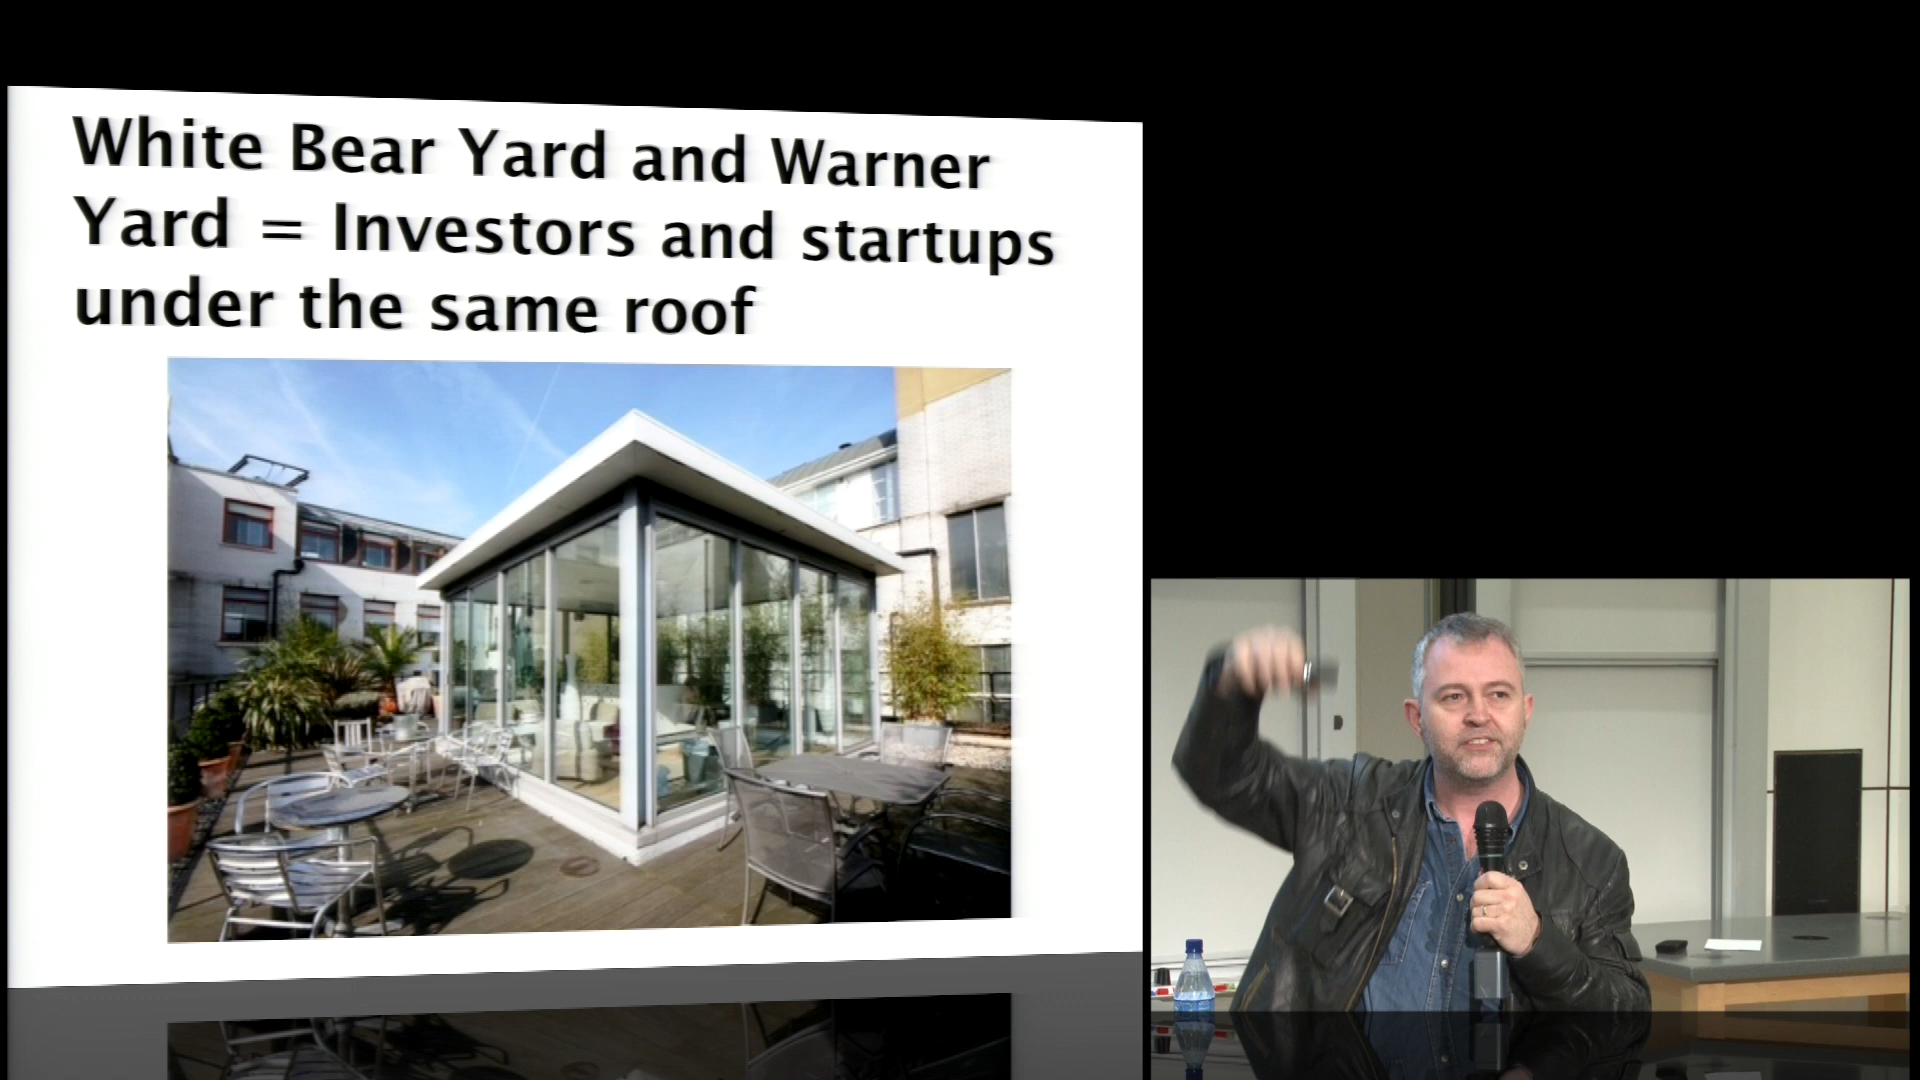 White Bear Yard and Warner
Yard = Investors and startups
under the same roof